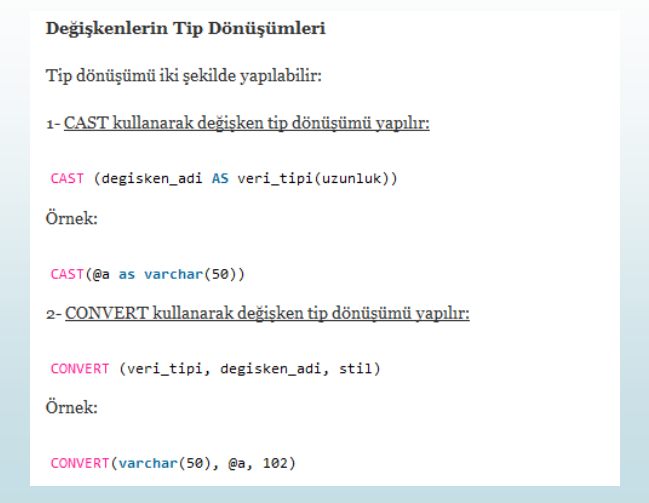 Değişkenlerin Tip Dönüşümleri
Tip dönüşümü iki şekilde yapılabilir:
1- CAST kullanarak değişken tip dönüşümü yapılır:
CAST (degisken_adi AS veri_tipi(uzunluk))
Örnek:
CAST(@a as varchar(50))
2- CONVERT kullanarak değişken tip dönüşümü yapılır:
CONVERT (veri_tipi, degisken_adi, stil)
Örnek:
CONVERT(varchar(50), @a, 102)